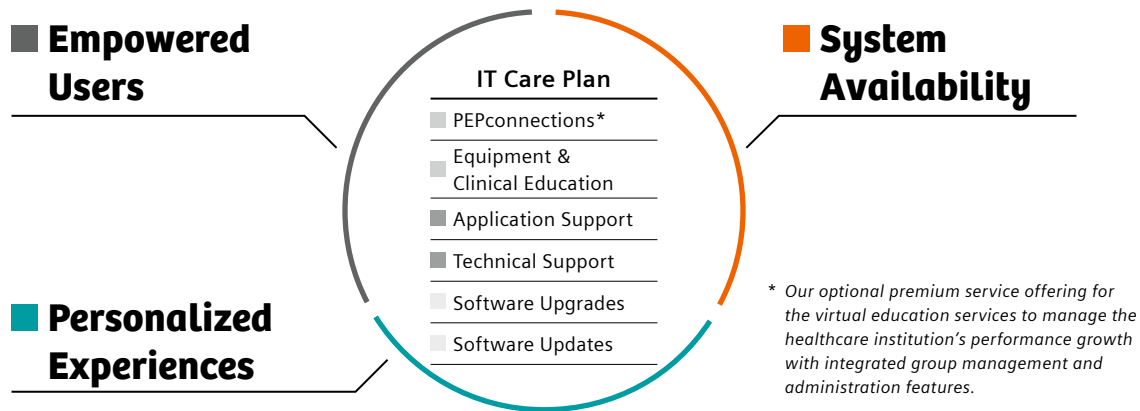 Empowered
Users
System
Availability
IT Care Plan
PEPconnections*
Equipment &
Clinical Education
Application Support
Technical Support
Software Upgrades
Software Updates
Personalized
Experiences
* Our optional premium service offering for
the virtual education services to manage the
healthcare institution's performance growth
with integrated group management and
administration features.